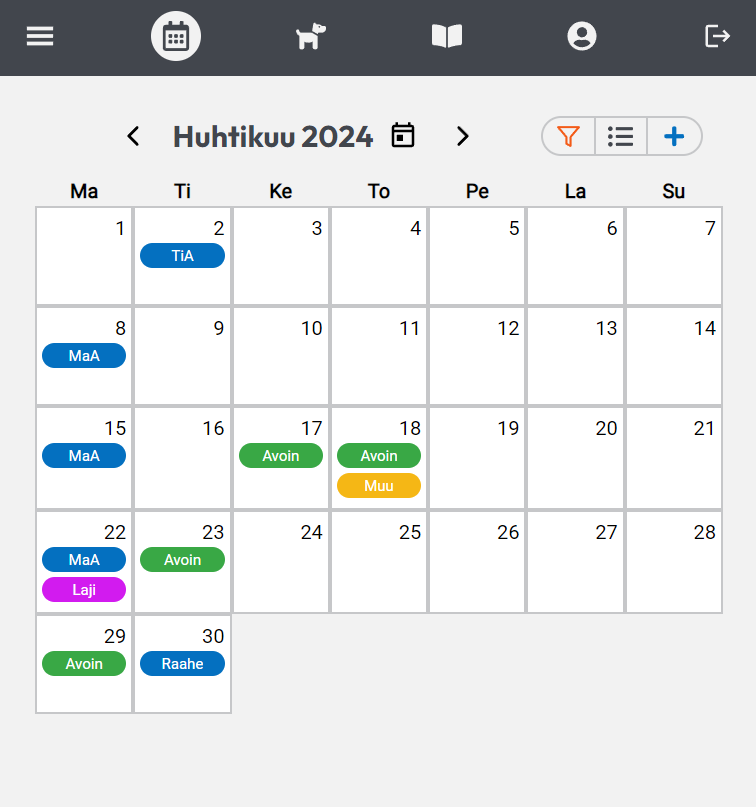 Huhtikuu 2024
Ma Ti Ke To Pe La Su
1 2 3 4 5 6 7
TiA
8 9 10 11 12 13 14
MaA
15 16 17 18 19 20 21
MaA Avoin Avoin
Muu
22 23 24 25 26 27 28
MaA Avoin
Laji
29 30
Avoin Raahe